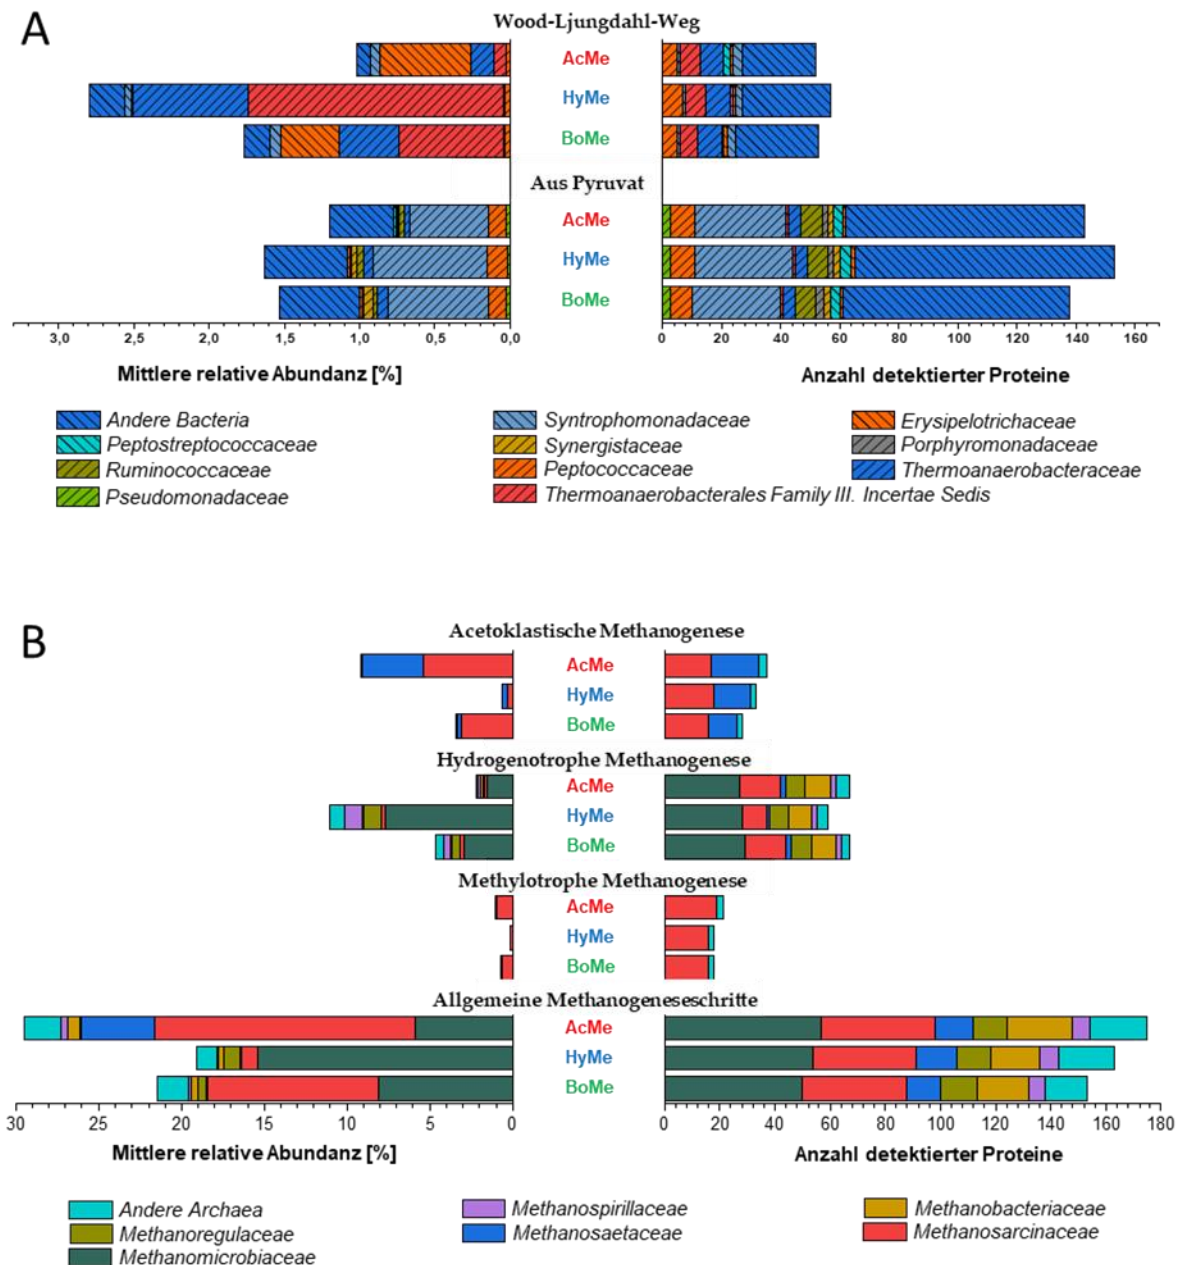 A
Wood-Ljungdahl-Weg
AcMe
HyMe
BoMe
Aus Pyruvat
AcMe
HyMe
BoMe
3,0 2,5 2,0 1,5 1,0 0,5 0,0 0 20 40 60 80 100 120 140 160
Mittlere relative Abundanz [%] Anzahl detektierter Proteine
Andere Bacteria Syntrophomonadaceae Erysipelotrichaceae
Peptostreptococcaceae Synergistaceae Porphyromonadaceae
Ruminococcaceae Peptococcaceae Thermoanaerobacteraceae
Pseudomonadaceae Thermoanaerobacterales Family III. Incertae Sedis
B
Acetoklastische Methanogenese
AcMe
HyMe
BoMe
Hydrogenotrophe Methanogenese
AcMe
HyMe
BoMe
Methylotrophe Methanogenese
AcMe
HyMe
BoMe
Allgemeine Methanogeneseschritte
AcMe
HyMe
BoMe
30 25 20 15 10 5 0 0 20 40 60 80 100 120 140 160 180
Mittlere relative Abundanz [%] Anzahl detektierter Proteine
Andere Archaea Methanospirillaceae Methanobacteriaceae
Methanoregulaceae Methanosaetaceae Methanosarcinaceae
Methanomicrobiaceae